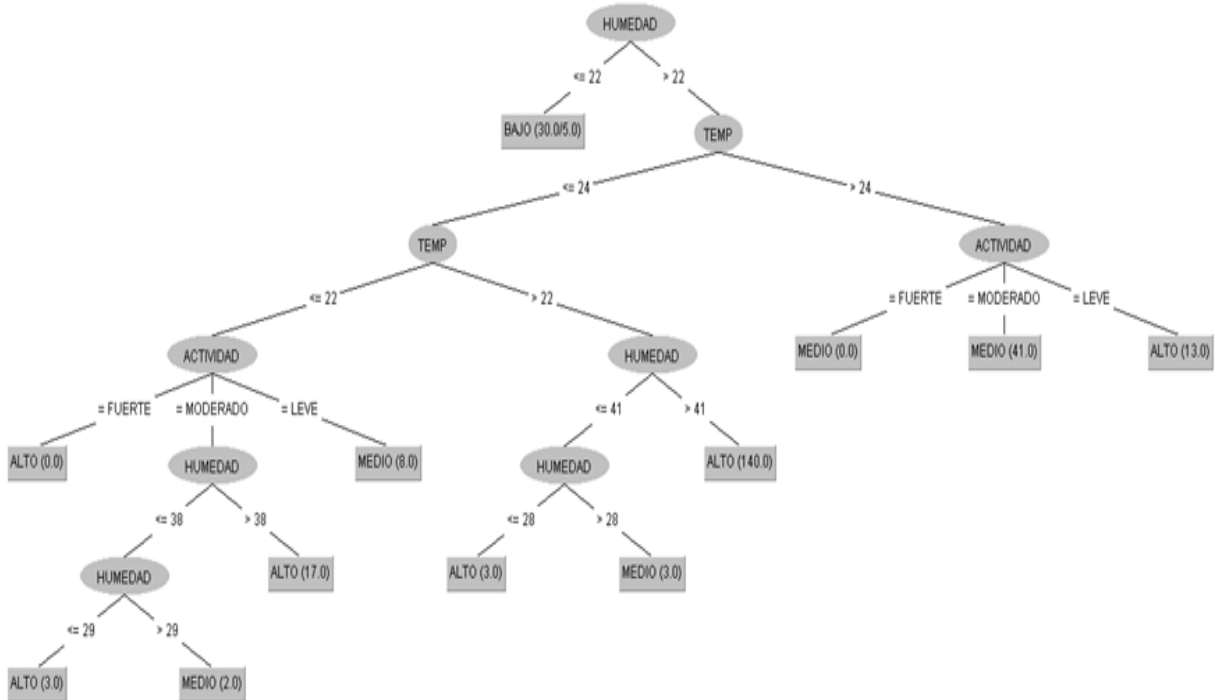 HUMEDAD
<= 22
> 22
BAJO (30.0/5.0)
TEMP
<= 24
> 24
TEMP
ACTIVIDAD
<= 22
> 22
= FUERTE
= MODERADO
= LEVE
ACTIVIDAD
HUMEDAD
MEDIO (0.0)
MEDIO (41.0)
ALTO (13.0)
= FUERTE
= MODERADO
= LEVE
<= 41
> 41
ALTO (0.0)
HUMEDAD
MEDIO (8.0)
HUMEDAD
ALTO (140.0)
<= 38
> 38
<= 28
> 28
HUMEDAD
ALTO (17.0)
ALTO (3.0)
MEDIO (3.0)
<= 29
> 29
ALTO (3.0)
MEDIO (2.0)